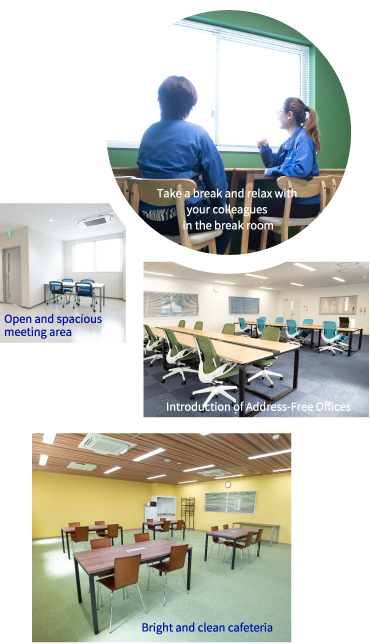 Take a break and relax with
your colleagues
in the break room
Open and spacious
meeting area
Introduction of Address-Free Offices
Bright and clean cafeteria